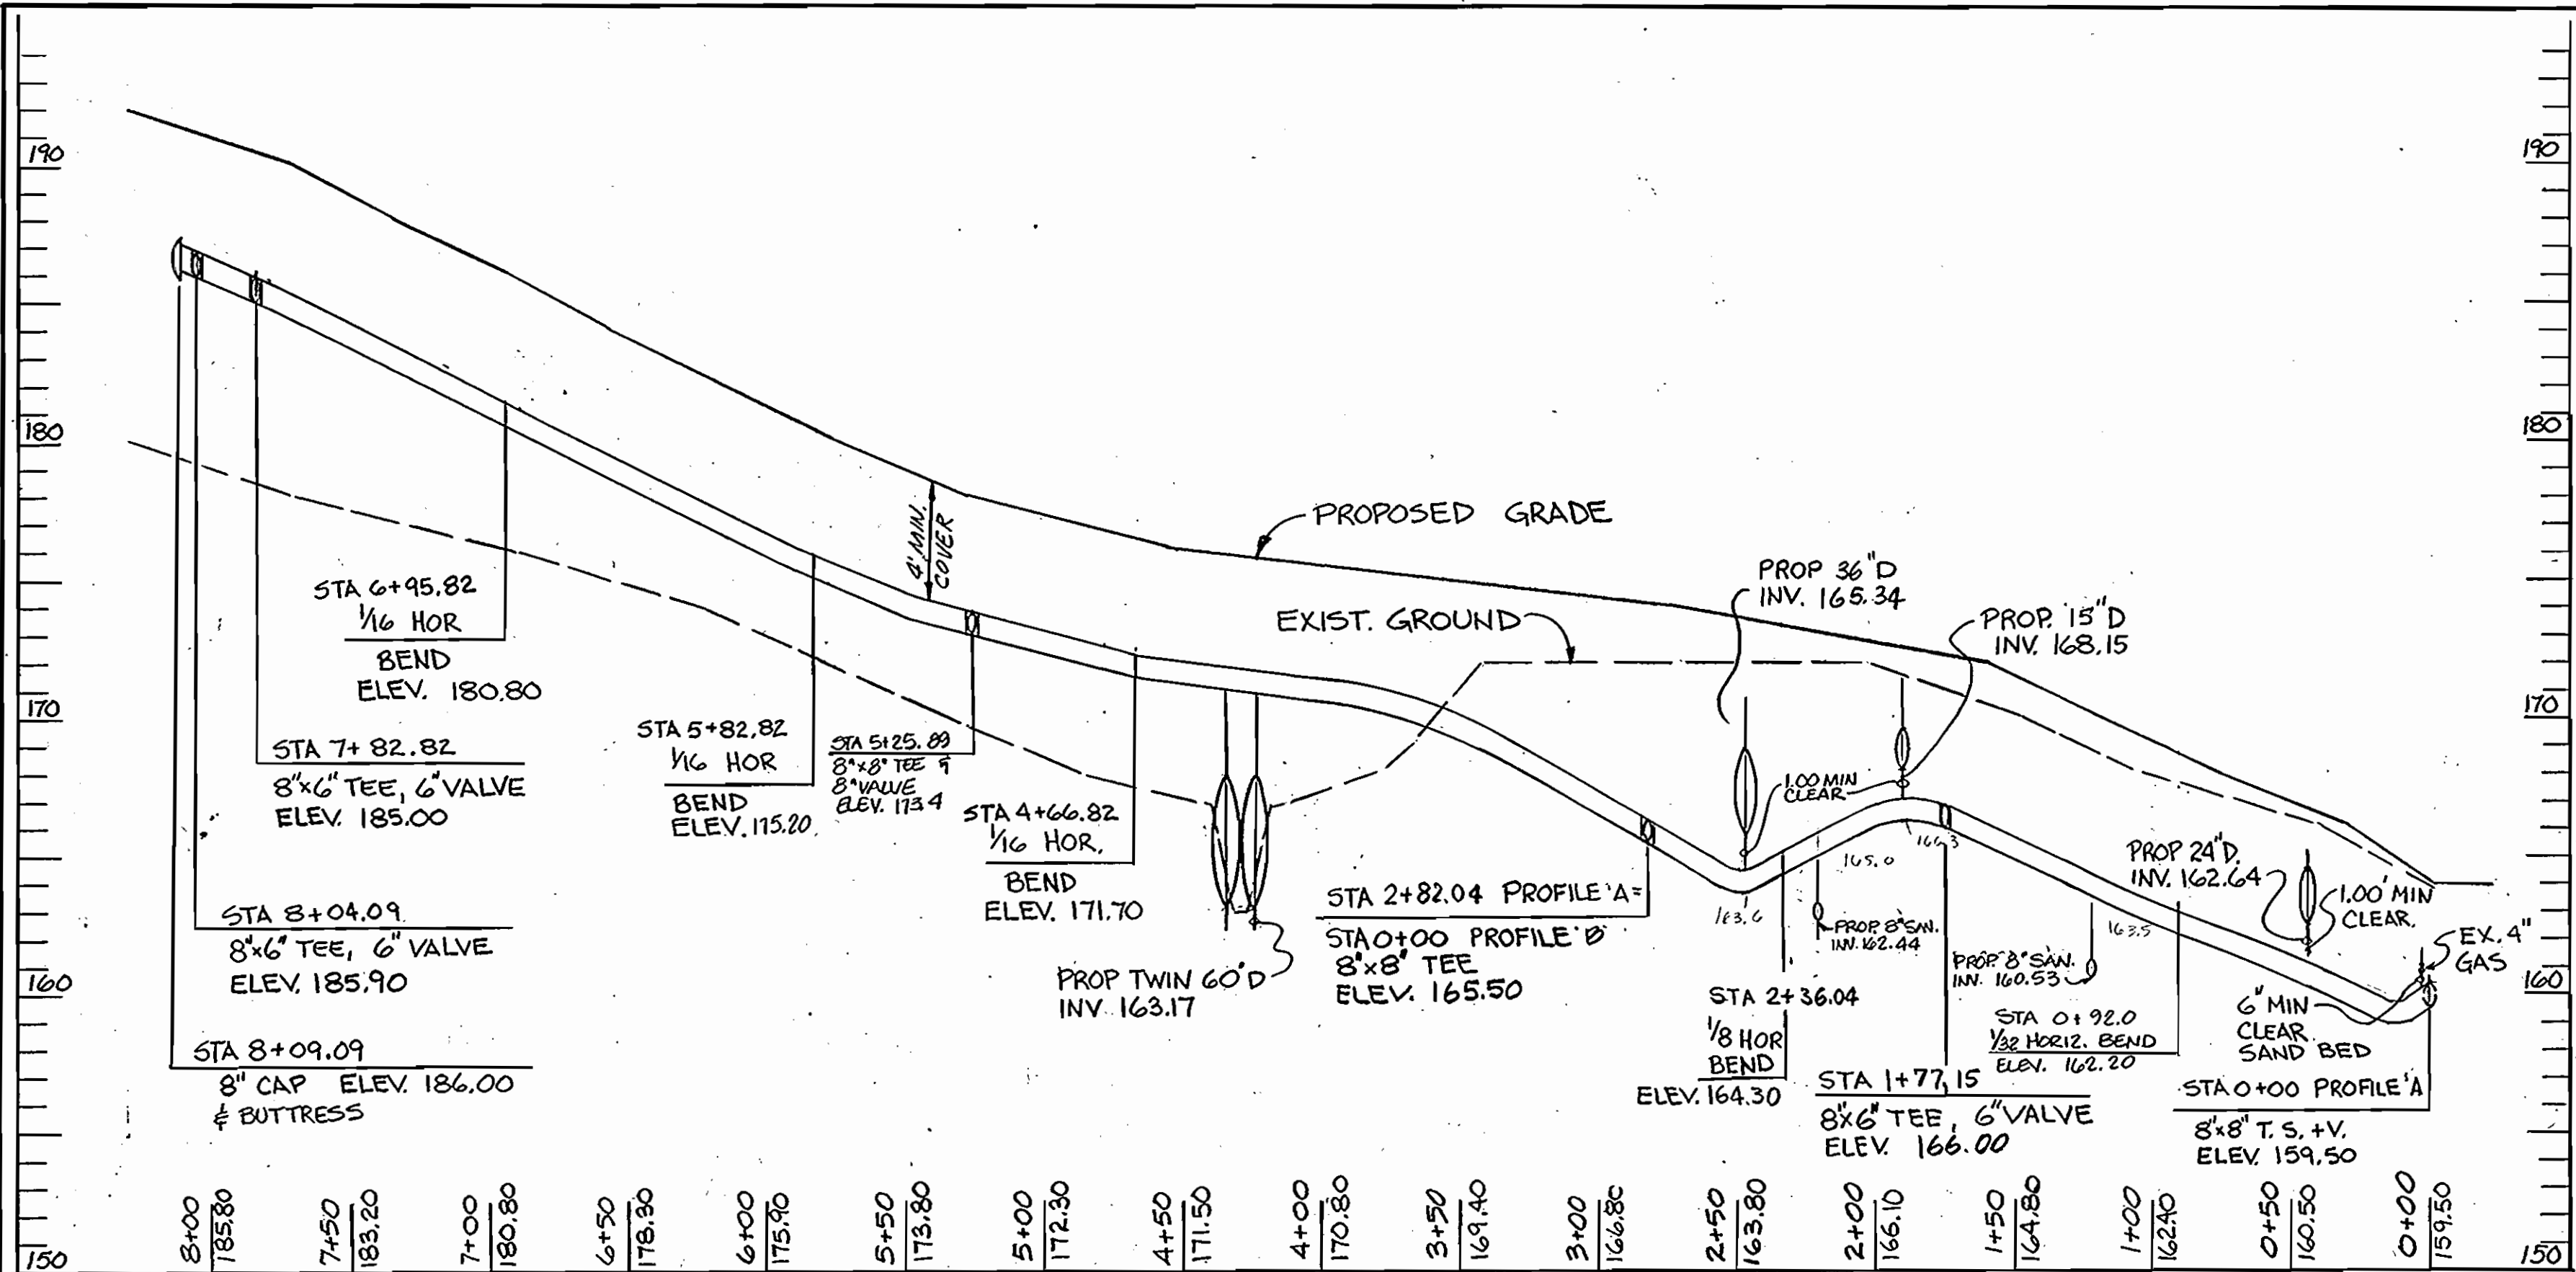 190
180
170
160
150
190
180
170
160
150
PROPOSED GRADE
4' MIN.
COVER
EXIST. GROUND
PROP 36"D
INV. 165.34
PROP. 15"D
INV. 168.15
1.00 MIN
CLEAR
STA 6+95.82
1/16 HOR
BEND
ELEV. 180.80
STA 7+82.82
8"x6" TEE, 6" VALVE
ELEV. 185.00
STA 8+04.09
8"x6" TEE, 6" VALVE
ELEV. 185.90
STA 8+09.09
8" CAP ELEV. 186.00
& BUTTRESS
STA 5+82.82
1/16 HOR
BEND
ELEV. 175.20
STA 5+25.89
8"x8" TEE &
8" VALVE
ELEV. 173.4
STA 4+66.82
1/16 HOR.
BEND
ELEV. 171.70
PROP TWIN 60"D
INV. 163.17
STA 2+82.04 PROFILE 'A'=
STA 0+00 PROFILE 'B'
8"x8" TEE
ELEV. 165.50
163.6
165.0
166.3
163.5
PROP 8" SAN.
INV. 162.44
STA 2+36.04
1/8 HOR
BEND
ELEV. 164.30
STA 1+77.15
8"x6" TEE, 6" VALVE
ELEV. 166.00
PROP 8" SAN.
INV. 160.53
STA 0+92.0
1/32 HORIZ. BEND
ELEV. 162.20
PROP 24"D.
INV. 162.64
1.00' MIN
CLEAR.
EX. 4"
GAS
6" MIN
CLEAR.
SAND BED
STA 0+00 PROFILE 'A
8"x8" T. S. +V.
ELEV. 159.50
8+00
185.80
7+50
183.20
7+00
180.80
6+50
178.30
6+00
175.90
5+50
173.80
5+00
172.30
4+50
171.50
4+00
170.80
3+50
169.40
3+00
166.80
2+50
163.80
2+00
166.10
1+50
164.80
1+00
162.40
0+50
160.50
0+00
159.50